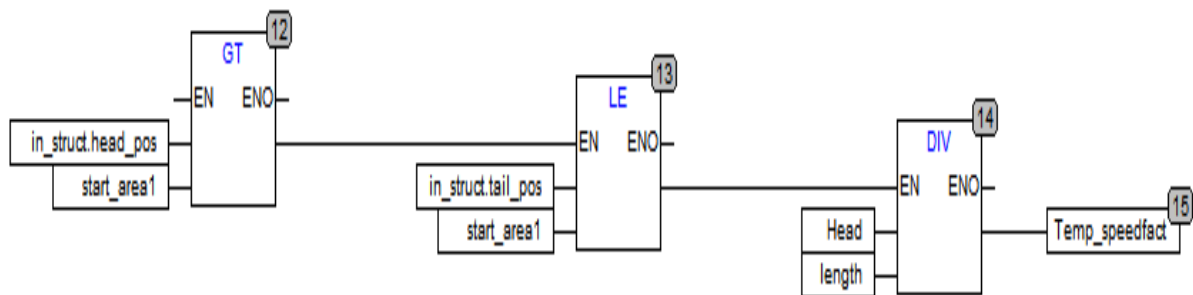 12
GT
EN ENO
in_struct.head_pos
start_area1
13
LE
EN ENO
in_struct.tail_pos
start_area1
14
DIV
EN ENO
Head
length
15
Temp_speedfact